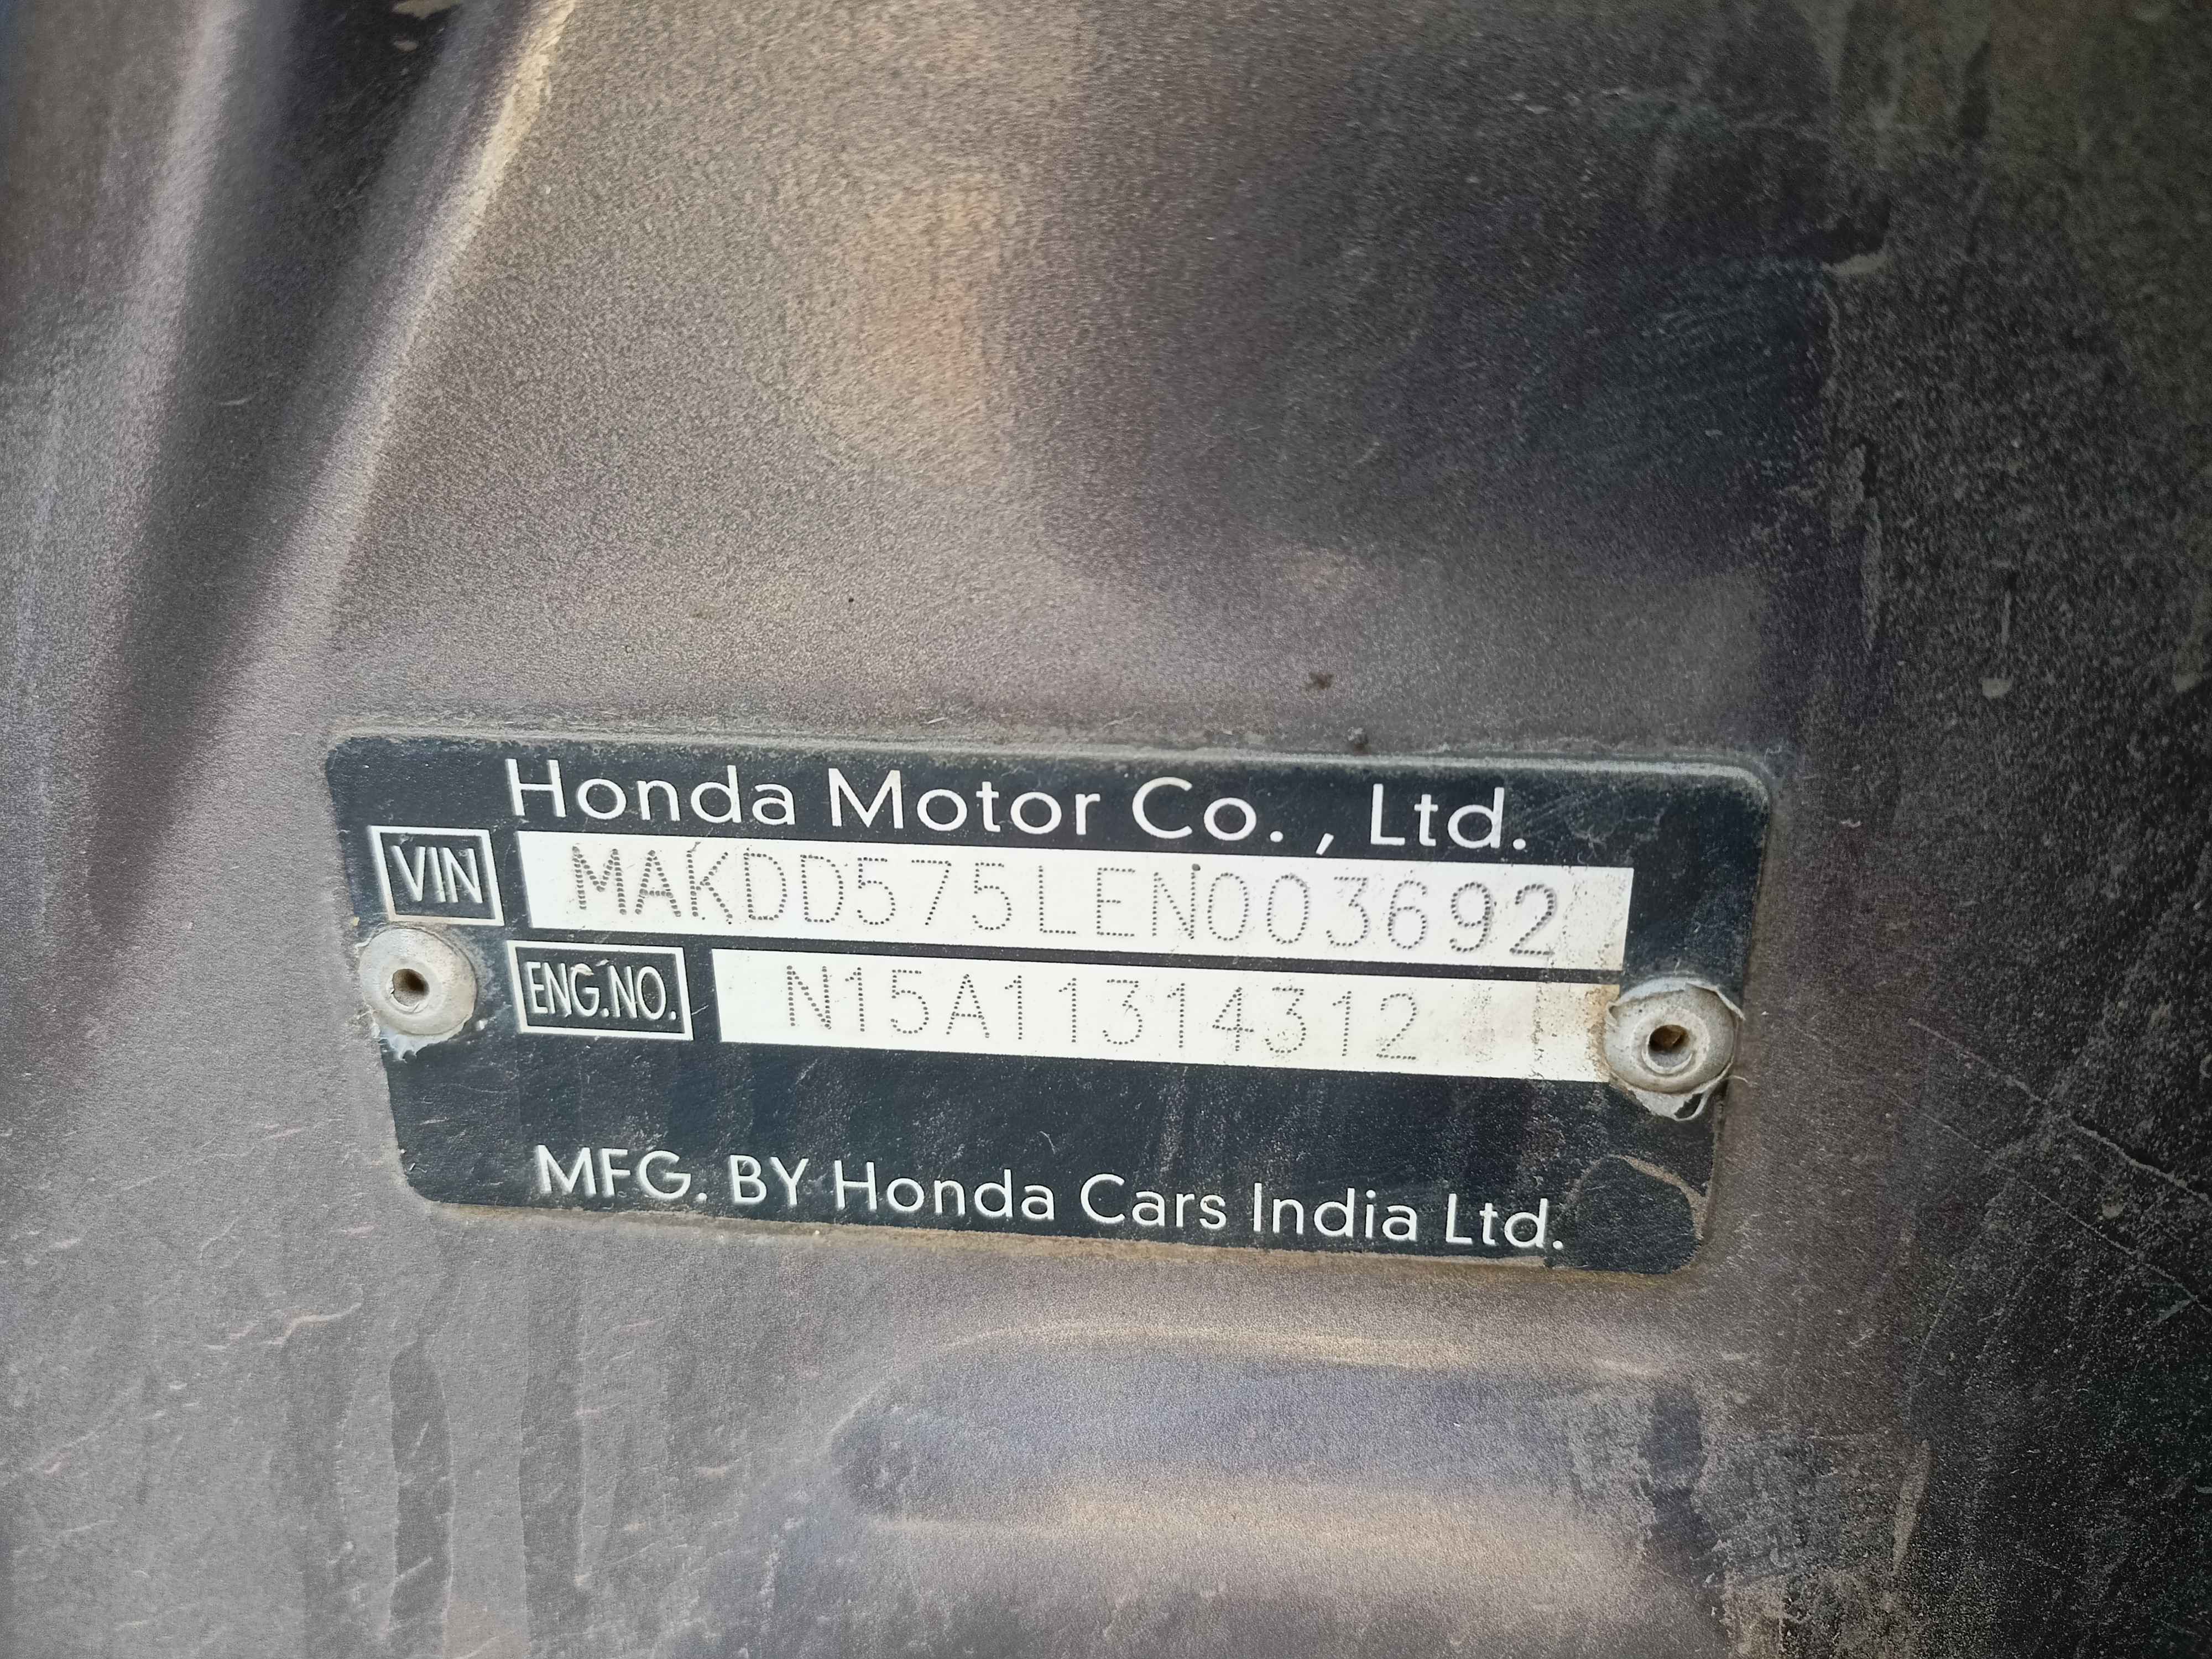 Honda Motor Co., Ltd.
VIN MAKDD575LEN003692
ENG.NO. N15A11314312
MFG. BY Honda Cars India Ltd.